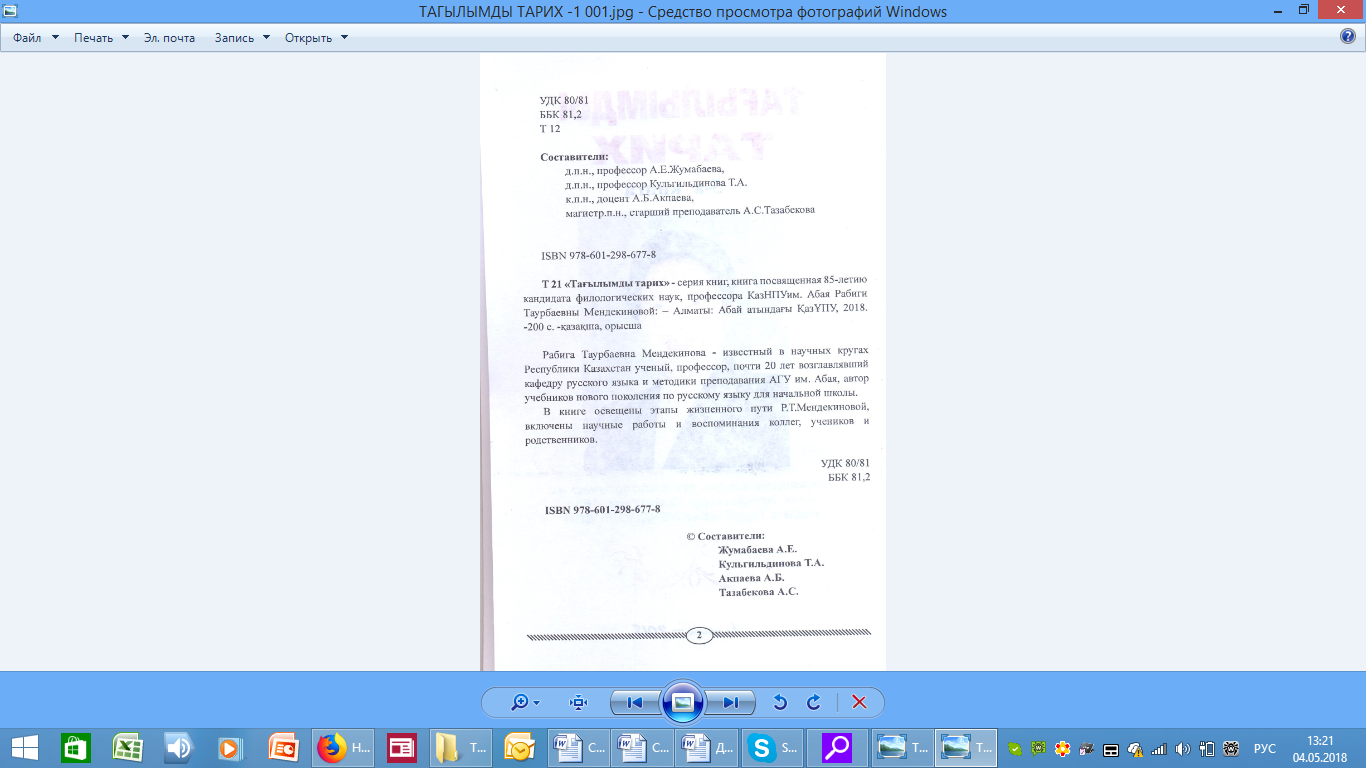 ТАГЫЛЫМДЫ ТАРИХ -1 001.jpg - Средство просмотра фотографий Windows
Файл Печать Эл. почта Запись Открыть
УДК 80/81
ББК 81,2
Т 12
Составители:
д.п.н., профессор А.Е.Жумабаева,
д.п.н., профессор Кульгильдинова Т.А.
к.п.н., доцент А.Б.Акпаева,
магистр.п.н., старший преподаватель А.С.Тазабекова
ISBN 978-601-298-677-8
Т 21 «Тағылымды тарих» - серия книг, книга посвященная 85-летию
кандидата филологических наук, профессора КазНПУим. Абая Рабиги
Таурбаевны Мендекиновой: – Алматы: Абай атындағы ҚазҰПУ, 2018.
-200 с. -қазақша, орысша
Рабига Таурбаевна Мендекинова - известный в научных кругах
Республики Казахстан ученый, профессор, почти 20 лет возглавлявший
кафедру русского языка и методики преподавания АГУ им. Абая, автор
учебников нового поколения по русскому языку для начальной школы.
В книге освещены этапы жизненного пути Р.Т.Мендекиновой,
включены научные работы и воспоминания коллег, учеников и
родственников.
УДК 80/81
ББК 81,2
ISBN 978-601-298-677-8
© Составители:
Жумабаева А.Е.
Кульгильдинова Т.А.
Акпаева А.Б.
Тазабекова А.С.
2
Н... Т... С... С... Д... S... Т... Т... РУС 13:21
04.05.2018